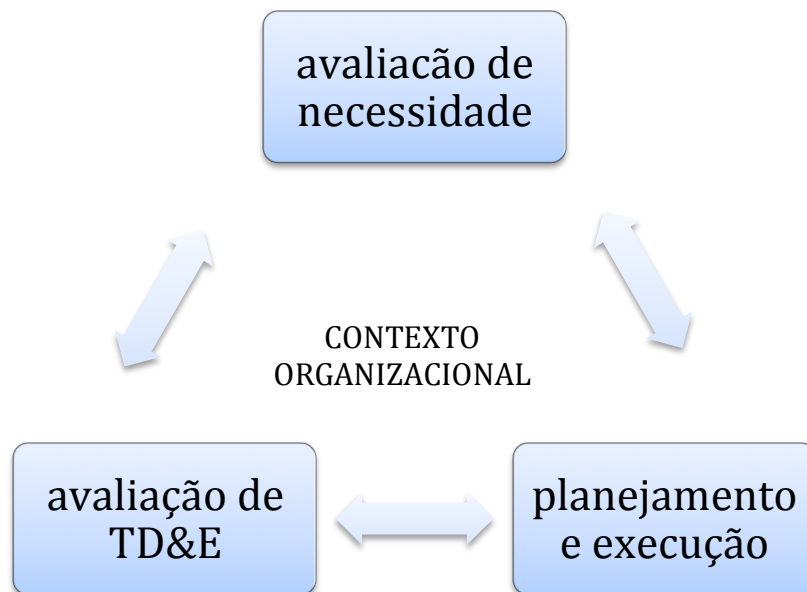 avaliacão de
necessidade
CONTEXTO
ORGANIZACIONAL
avaliação de
TD&E
planejamento
e execução